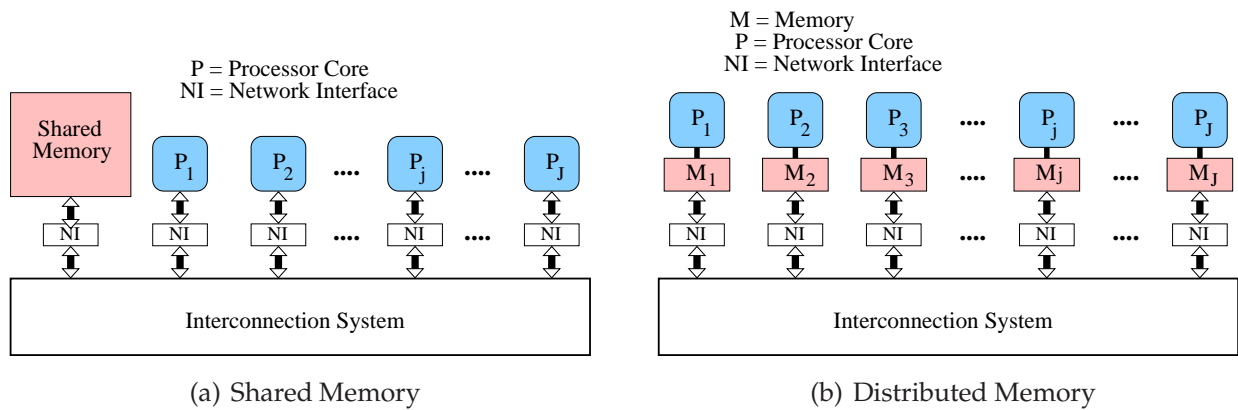 P = Processor Core
NI = Network Interface
Shared
Memory
P1 P2 .... Pj .... PJ
NI NI NI .... NI .... NI
Interconnection System
(a) Shared Memory
M = Memory
P = Processor Core
NI = Network Interface
P1 P2 P3 .... Pj .... PJ
M1 M2 M3 .... Mj .... MJ
NI NI NI .... NI .... NI
Interconnection System
(b) Distributed Memory